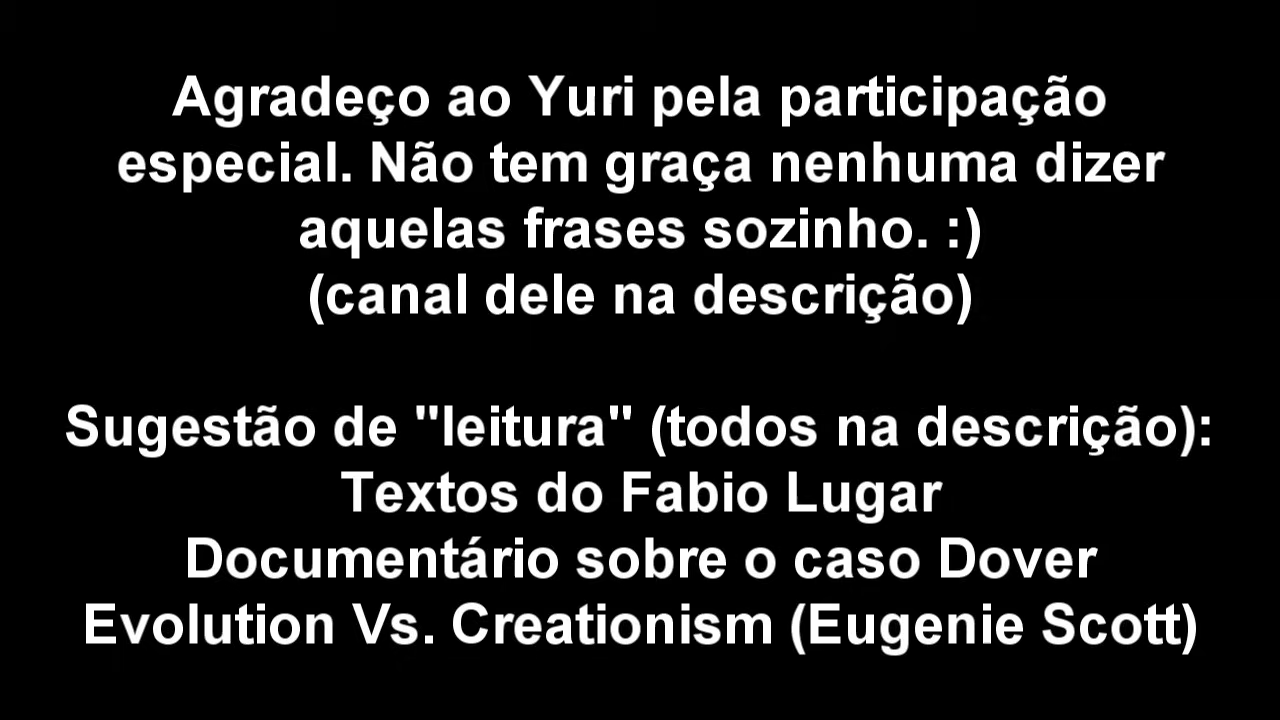 Agradeço ao Yuri pela participação
especial. Não tem graça nenhuma dizer
aquelas frases sozinho. :)
(canal dele na descrição)
Sugestão de "leitura" (todos na descrição):
Textos do Fabio Lugar
Documentário sobre o caso Dover
Evolution Vs. Creationism (Eugenie Scott)